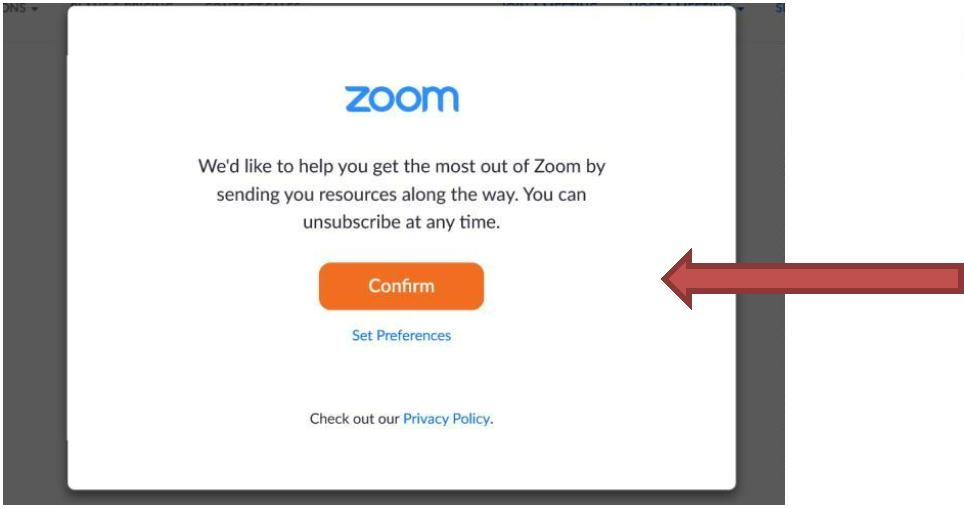 zoom
We'd like to help you get the most out of Zoom by
sending you resources along the way. You can
unsubscribe at any time.
Confirm
Set Preferences
Check out our Privacy Policy.